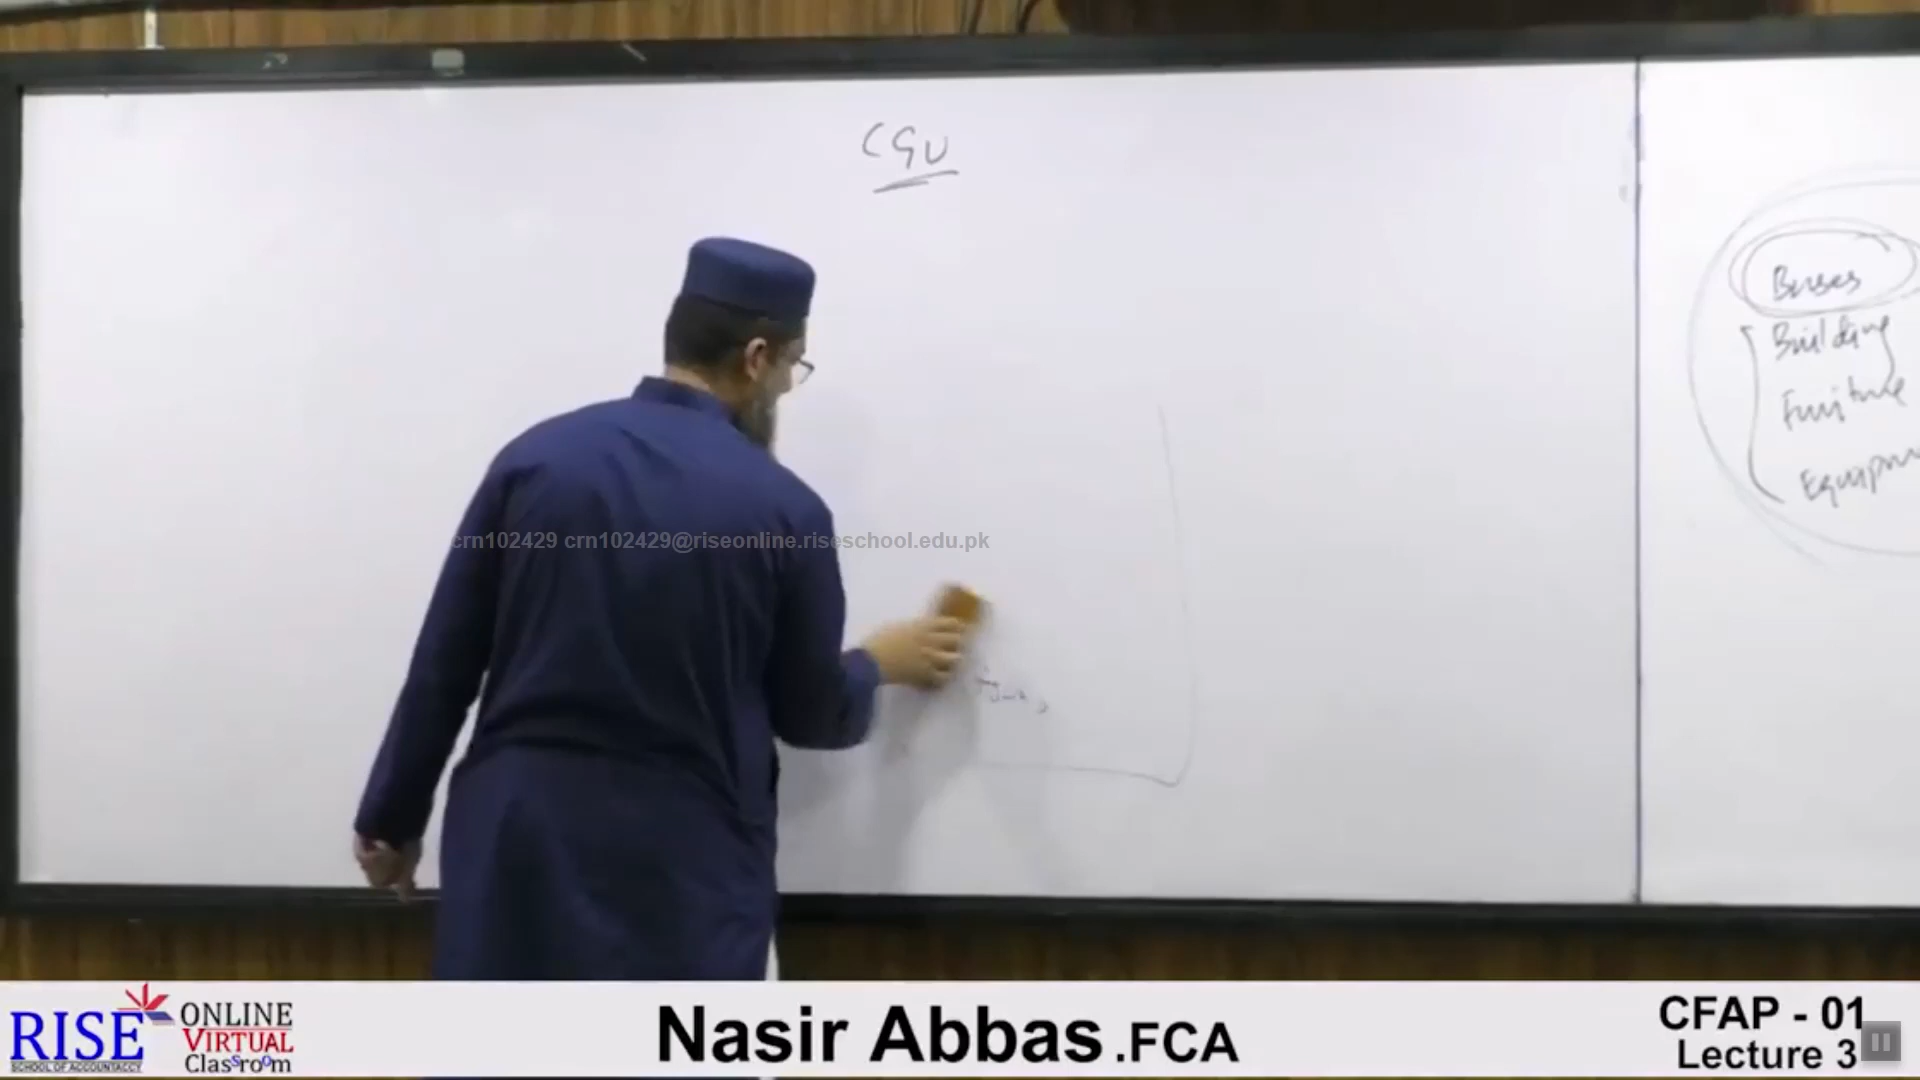 CGU
Buses
Building
Furniture
crn102429 crn102429@riseonline.riseschool.edu.pk
RISE
SCHOOL OF ACCOUNTACCY
ONLINE
VIRTUAL
Classroom
Nasir Abbas .FCA
CFAP - 01
Lecture 3